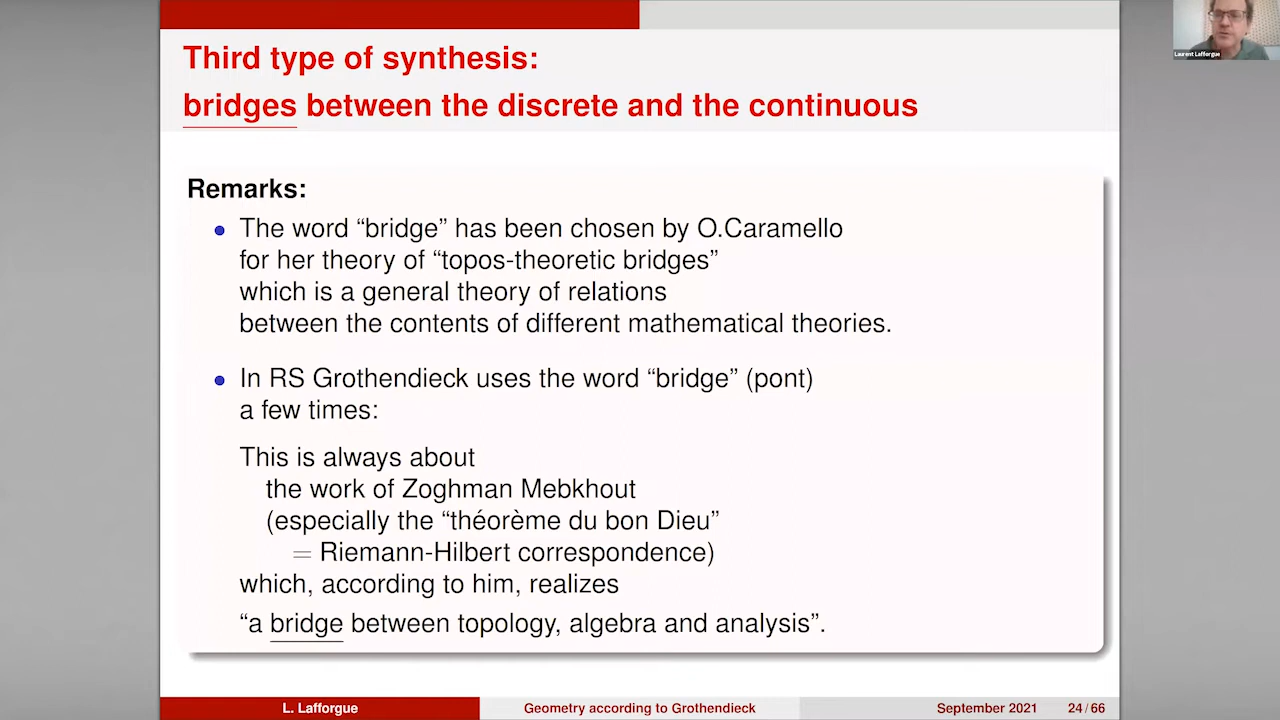 Third type of synthesis:
bridges between the discrete and the continuous
Laurent Lafforgue
Remarks:
• The word “bridge” has been chosen by O.Caramello
for her theory of “topos-theoretic bridges”
which is a general theory of relations
between the contents of different mathematical theories.
• In RS Grothendieck uses the word “bridge” (pont)
a few times:
This is always about
the work of Zoghman Mebkhout
(especially the “théorème du bon Dieu”
= Riemann-Hilbert correspondence)
which, according to him, realizes
“a bridge between topology, algebra and analysis”.
L. Lafforgue
Geometry according to Grothendieck
September 2021
24 / 66